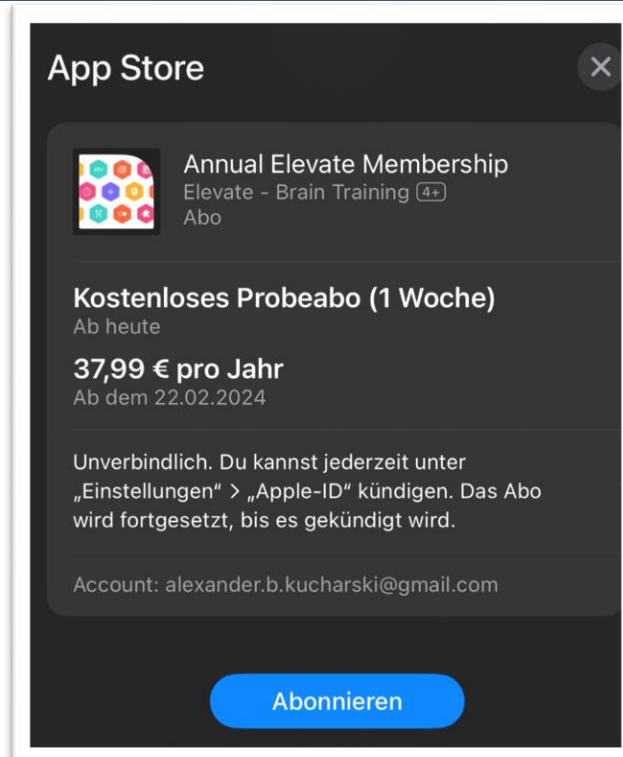 App Store
Annual Elevate Membership
Elevate - Brain Training 4+
Abo
Kostenloses Probeabo (1 Woche)
Ab heute
37,99 € pro Jahr
Ab dem 22.02.2024
Unverbindlich. Du kannst jederzeit unter
„Einstellungen“ > „Apple-ID“ kündigen. Das Abo
wird fortgesetzt, bis es gekündigt wird.
Account: alexander.b.kucharski@gmail.com
Abonnieren